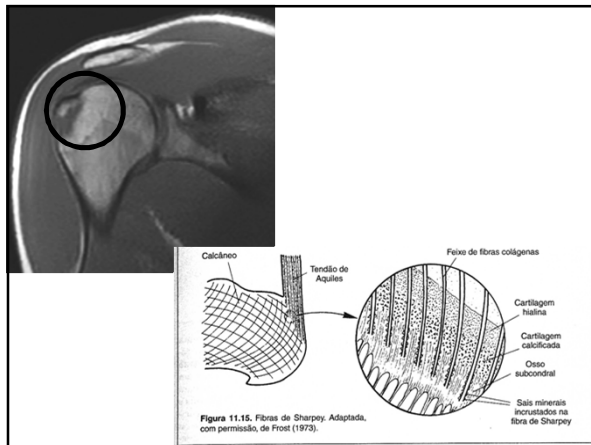 Calcâneo
Tendão de
Aquiles
Feixe de fibras colágenas
Cartilagem
hialina
Cartilagem
calcificada
Osso
subcondral
Sais minerais
incrustados na
fibra de Sharpey
Figura 11.15. Fibras de Sharpey. Adaptada,
com permissão, de Frost (1973).